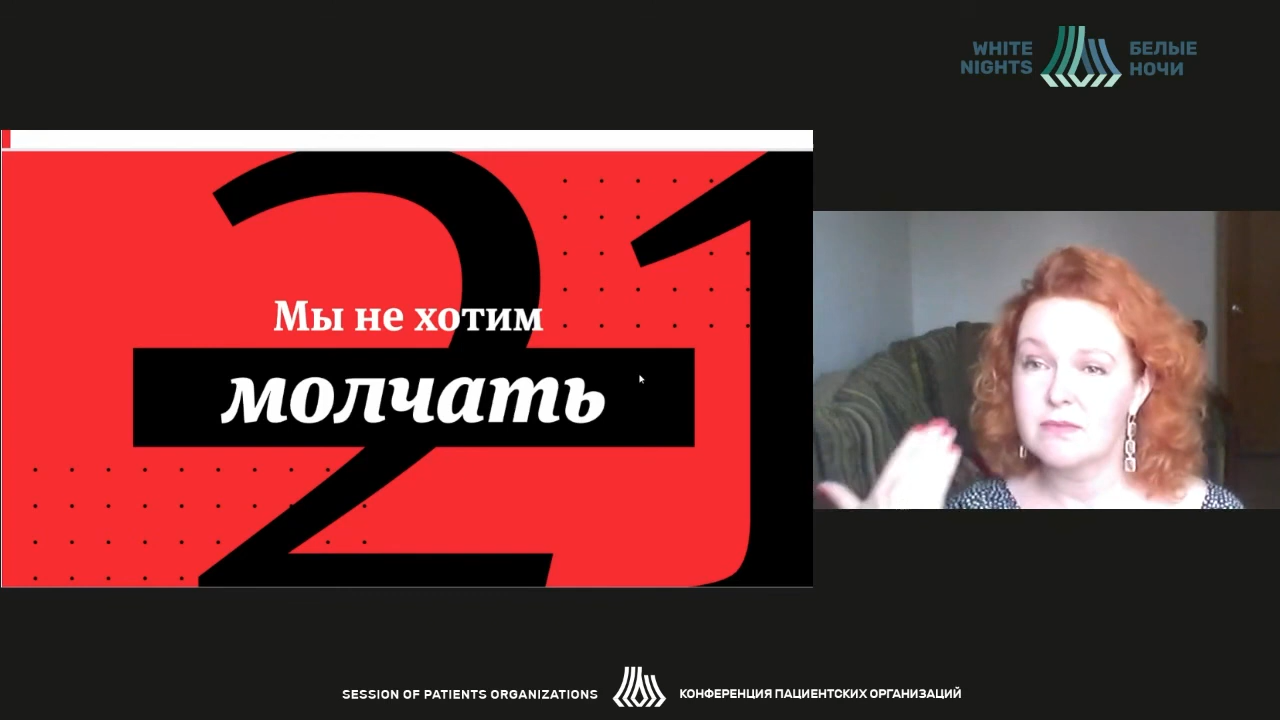 WHITE
NIGHTS
БЕЛЫЕ
НОЧИ
21
Мы не хотим
молчать
SESSION OF PATIENTS ORGANIZATIONS
КОНФЕРЕНЦИЯ ПАЦИЕНТСКИХ ОРГАНИЗАЦИЙ